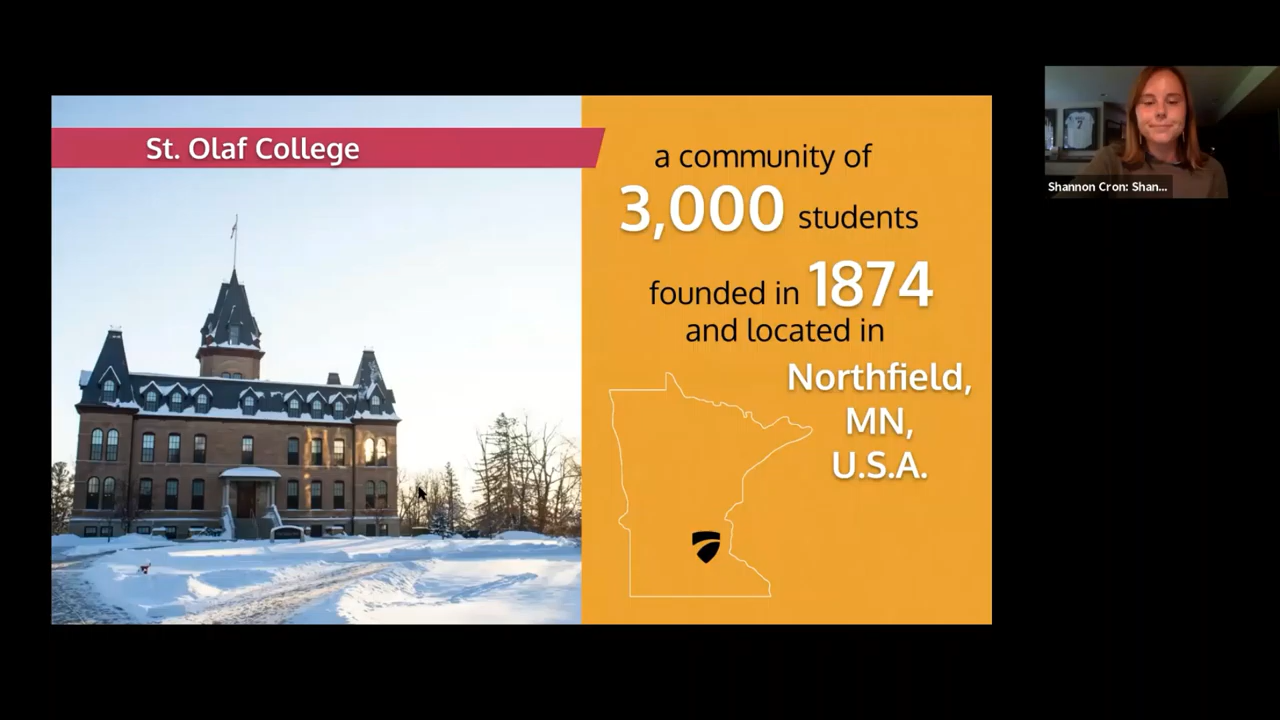 St. Olaf College
a community of
3,000 students
founded in 1874
and located in
Northfield,
MN,
U.S.A.
7
Shannon Cron: Shan...